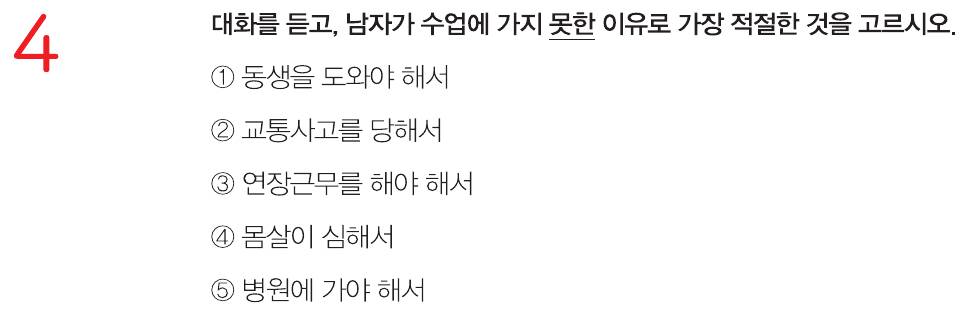 4
대화를 듣고, 남자가 수업에 가지 못한 이유로 가장 적절한 것을 고르시오.
① 동생을 도와야 해서
② 교통사고를 당해서
③ 연장근무를 해야 해서
④ 몸살이 심해서
⑤ 병원에 가야 해서